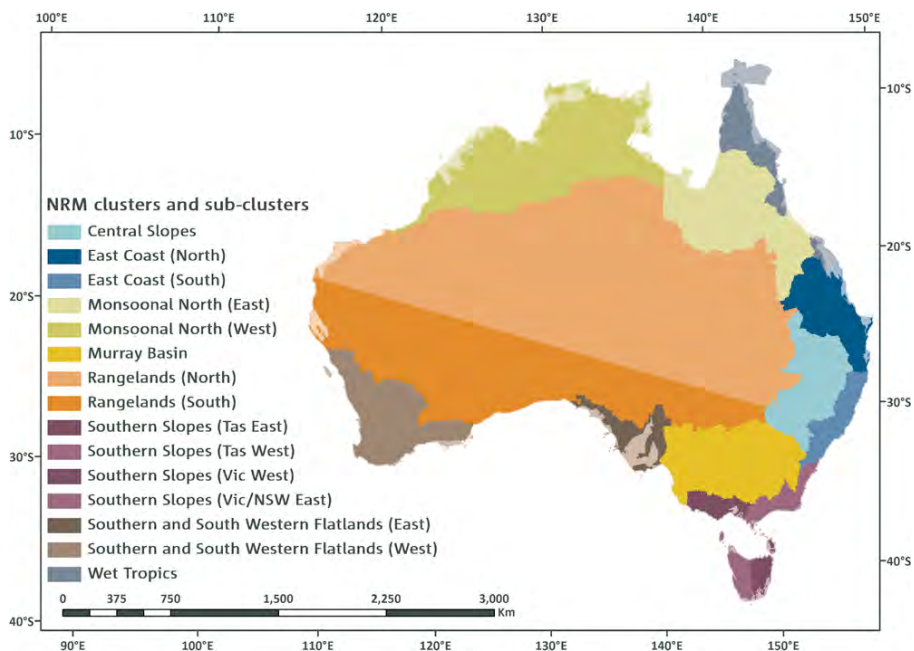 100°E 110°E 120°E 130°E 140°E 150°E
10°S
10°S
NRM clusters and sub-clusters
Central Slopes
East Coast (North)
20°S
East Coast (South)
20°S
Monsoonal North (East)
Monsoonal North (West)
Murray Basin
Rangelands (North)
Rangelands (South)
30°S
Southern Slopes (Tas East)
Southern Slopes (Tas West)
30°S
Southern Slopes (Vic West)
Southern Slopes (Vic/NSW East)
Southern and South Western Flatlands (East)
Southern and South Western Flatlands (West)
40°S
Wet Tropics
0 375 750 1,500 2,250 3,000
Km
40°S
90°E 100°E 110°E 120°E 130°E 140°E 150°E